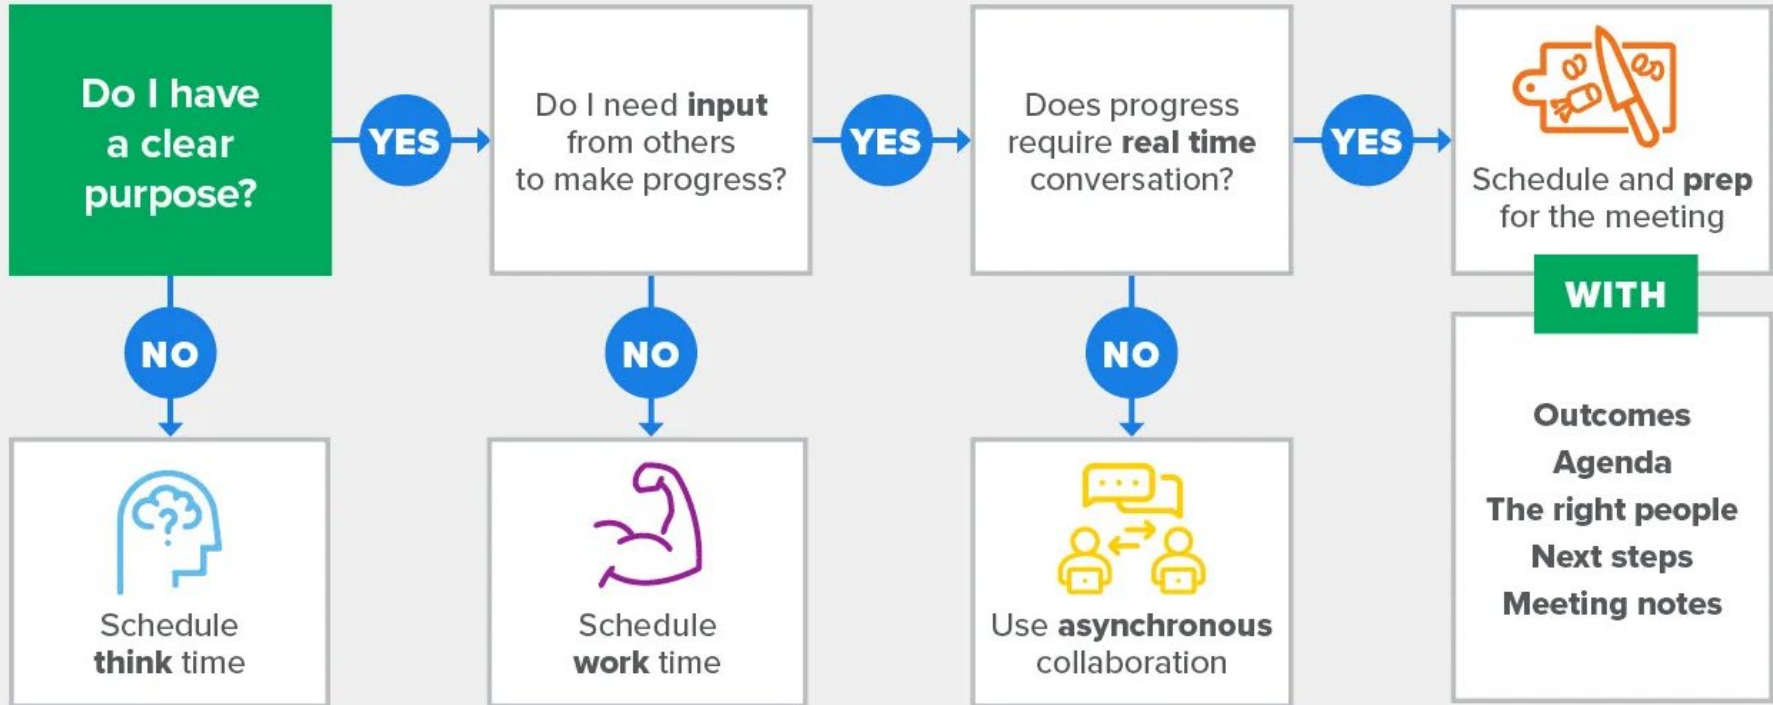 Do I have
a clear
purpose?
YES
Do I need input
from others
to make progress?
YES
Does progress
require real time
conversation?
YES
Schedule and prep
for the meeting
WITH
Outcomes
Agenda
The right people
Next steps
Meeting notes
NO
NO
NO
?
Schedule
think time
Schedule
work time
Use asynchronous
collaboration